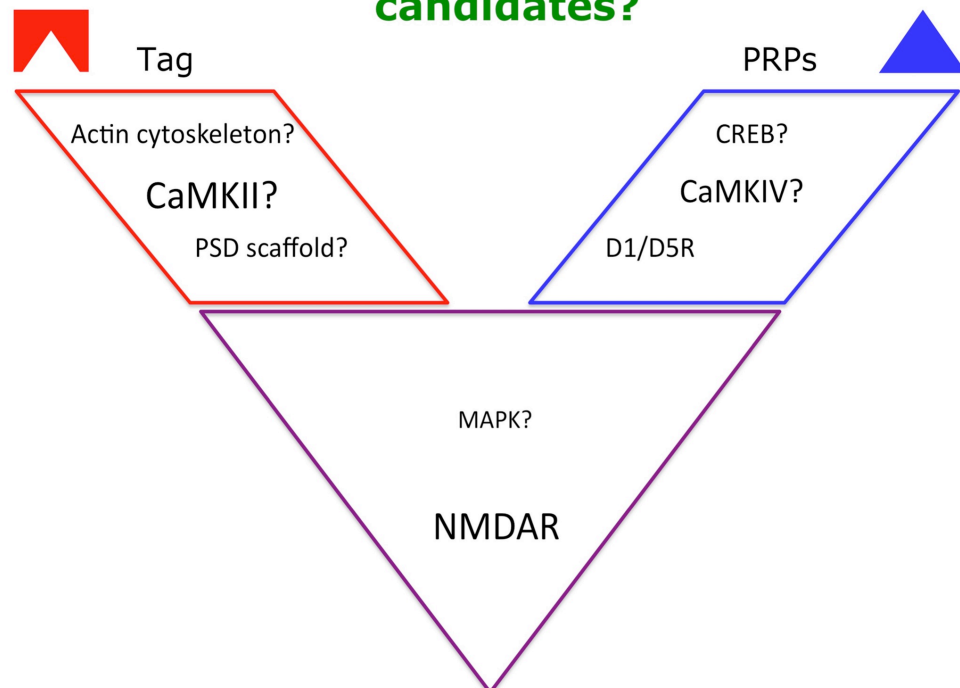 candidates?
Tag
PRPs
Actin cytoskeleton?
CaMKII?
PSD scaffold?
CREB?
CaMKIV?
D1/D5R
MAPK?
NMDAR